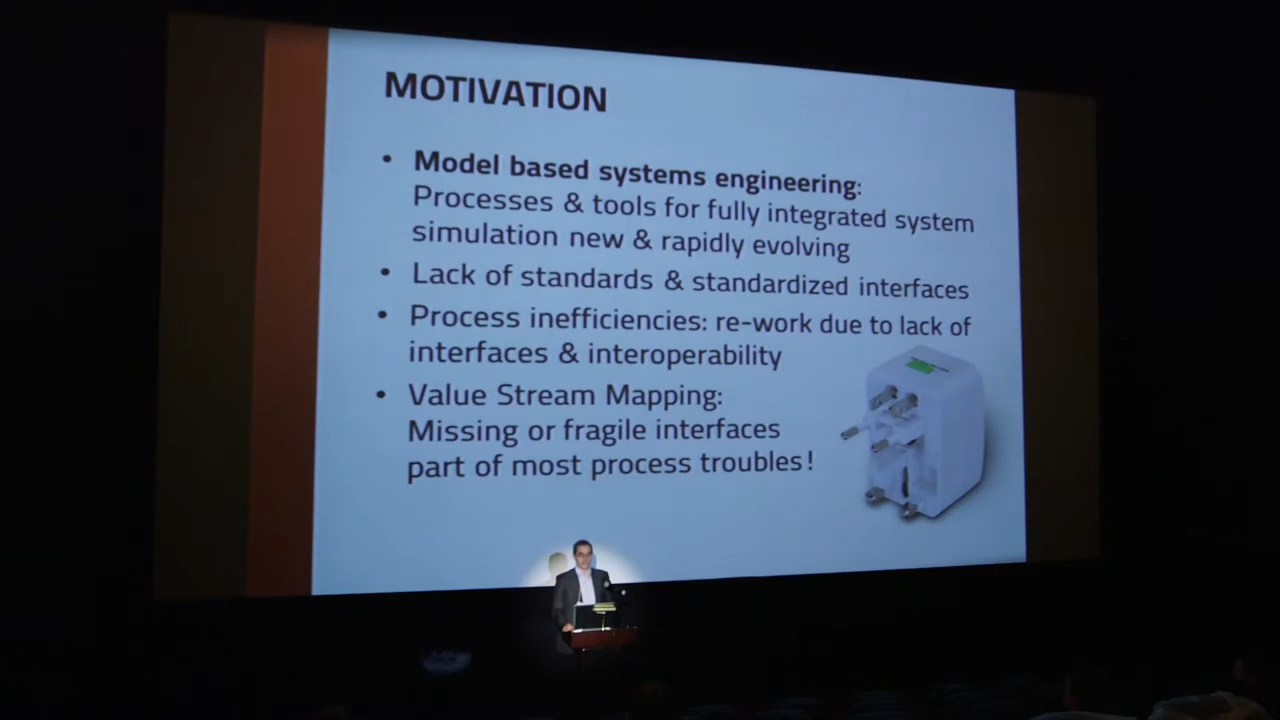 MOTIVATION
• Model based systems engineering:
Processes & tools for fully integrated system
simulation new & rapidly evolving
• Lack of standards & standardized interfaces
• Process inefficiencies: re-work due to lack of
interfaces & interoperability
• Value Stream Mapping:
Missing or fragile interfaces
part of most process troubles!